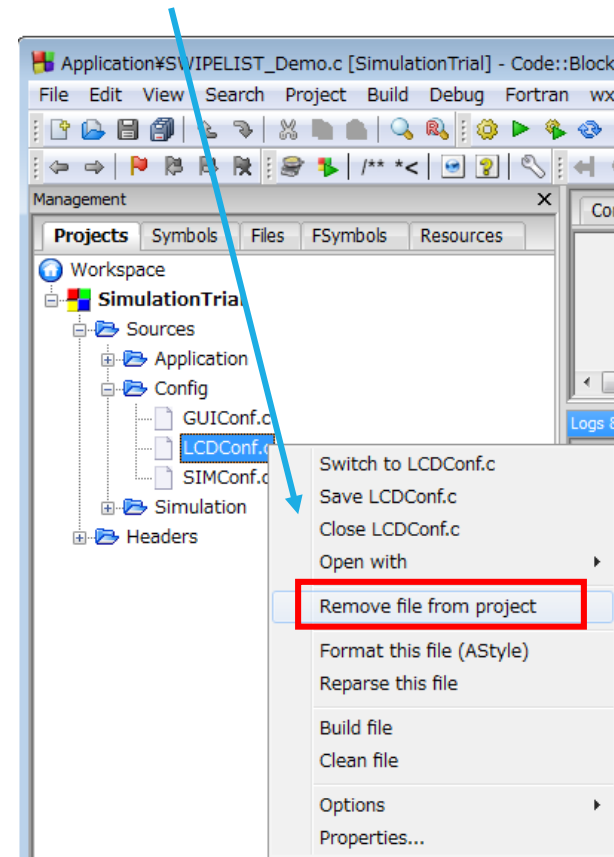 Application¥SWIPELIST_Demo.c [SimulationTrial] - Code::Block
File Edit View Search Project Build Debug Fortran wx
/** *<
Management
Projects Symbols Files FSymbols Resources
Workspace
SimulationTrial
Sources
Application
Config
GUIConf.c
Logs &
LCDConf.c
SIMConf.c
Simulation
Headers
Switch to LCDConf.c
Save LCDConf.c
Close LCDConf.c
Open with
Remove file from project
Format this file (AStyle)
Reparse this file
Build file
Clean file
Options
Properties...